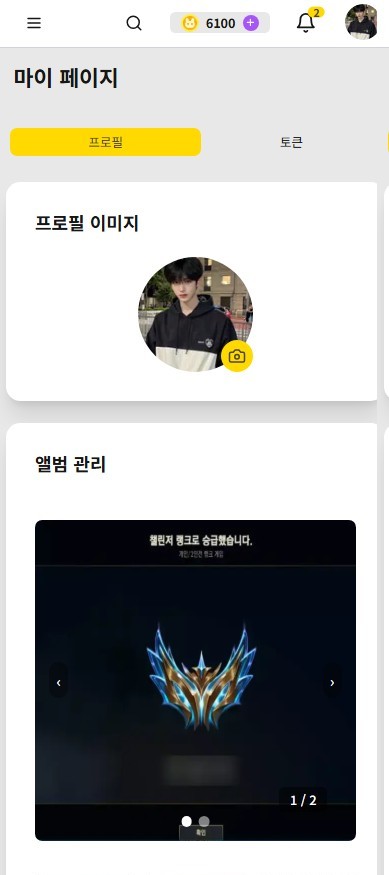 6100 +
2
마이 페이지
프로필
토큰
프로필 이미지
앨범 관리
챌린저 랭크로 승급했습니다.
개인/2인전 랭크 게임
‹
›
1 / 2
확인